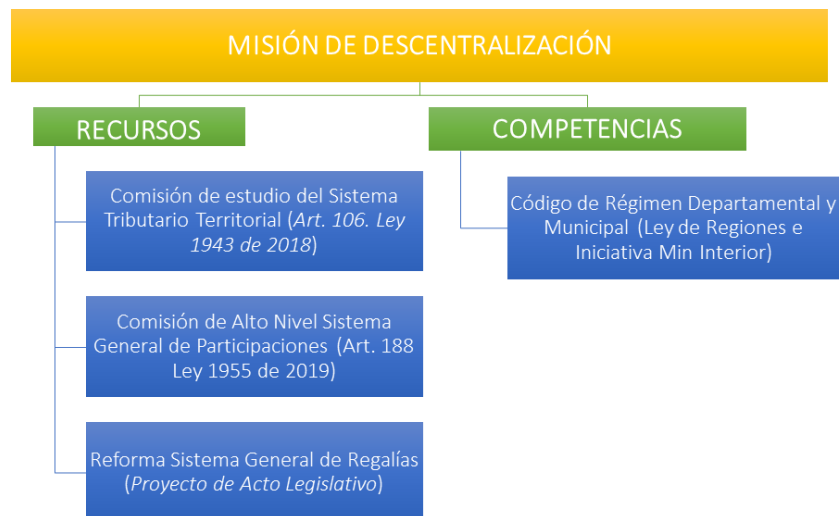 MISIÓN DE DESCENTRALIZACIÓN
RECURSOS
Comisión de estudio del Sistema
Tributario Territorial (Art. 106. Ley
1943 de 2018)
Comisión de Alto Nivel Sistema
General de Participaciones (Art. 188
Ley 1955 de 2019)
Reforma Sistema General de Regalías
(Proyecto de Acto Legislativo)
COMPETENCIAS
Código de Régimen Departamental y
Municipal (Ley de Regiones e
Iniciativa Min Interior)